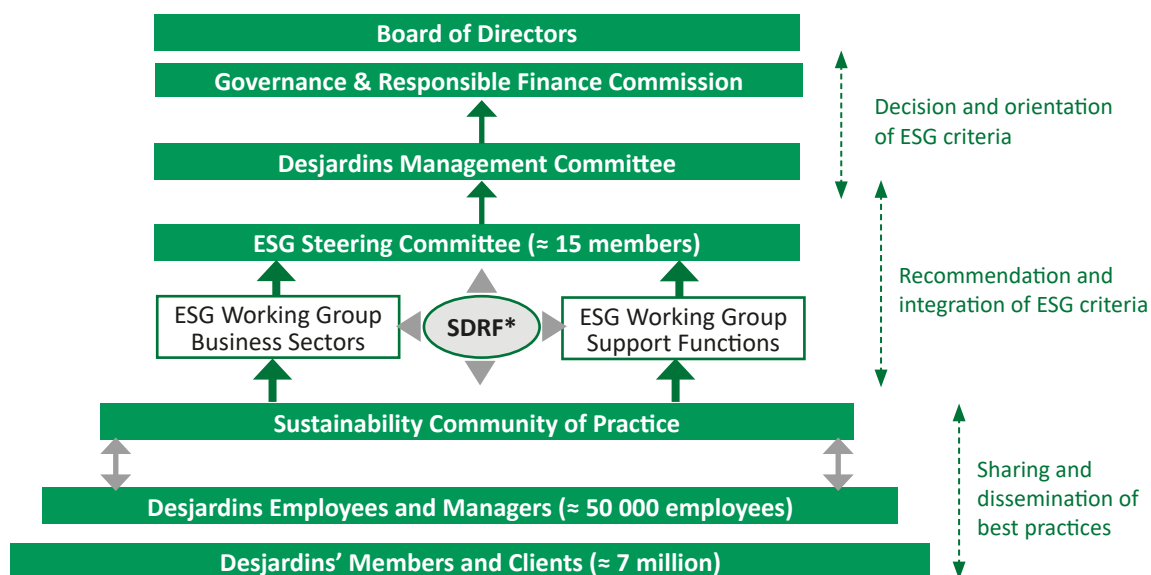 Board of Directors
Governance & Responsible Finance Commission
Decision and orientation
of ESG criteria
Desjardins Management Committee
ESG Steering Committee (≈ 15 members)
Recommendation and
integration of ESG criteria
ESG Working Group
Business Sectors
SDRF*
ESG Working Group
Support Functions
Sustainability Community of Practice
Sharing and
dissemination of
best practices
Desjardins Employees and Managers (≈ 50 000 employees)
Desjardins’ Members and Clients (≈ 7 million)